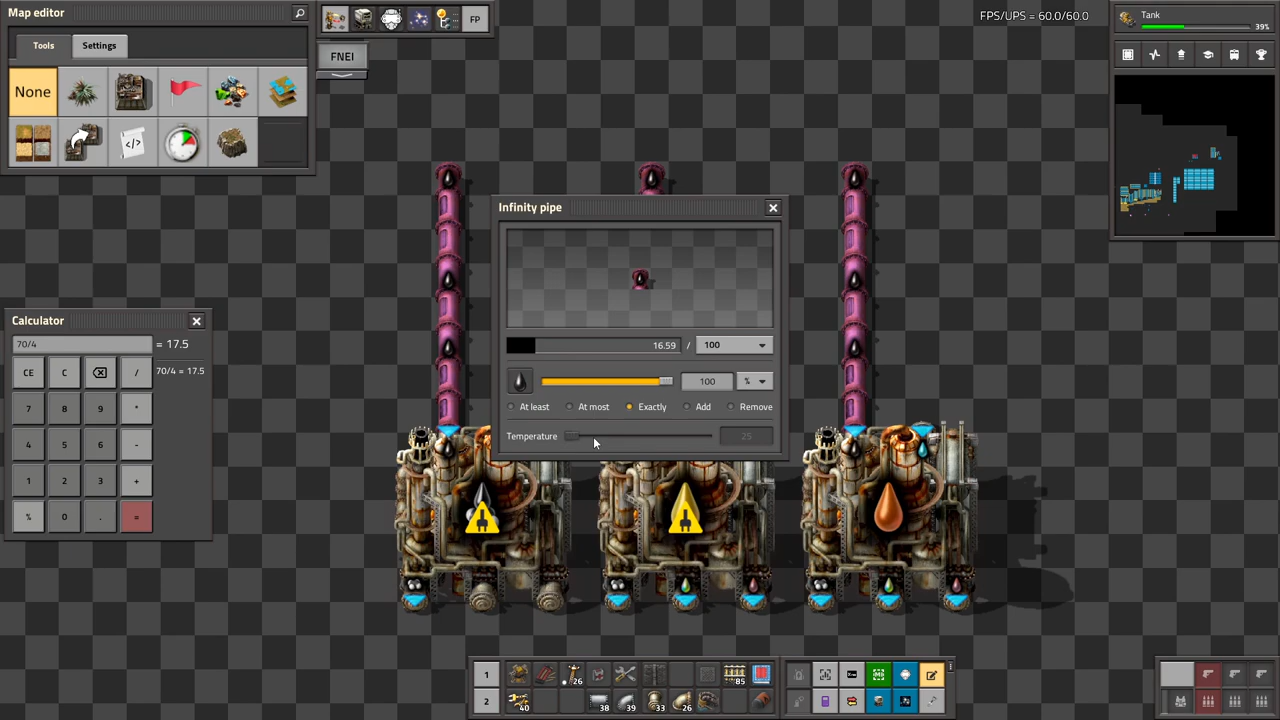 Map editor
Tools
Settings
None
FP
FNEI
FPS/UPS = 60.0/60.0
Tank
39%
Infinity pipe
16.59 / 100
100 %
At least
At most
Exactly
Add
Remove
Temperature
25
Calculator
70/4 = 17.5
CE C /
70/4 = 17.5
7 8 9 *
4 5 6 -
1 2 3 +
% 0 . =
1
26
85
2
40
38
39
33
26